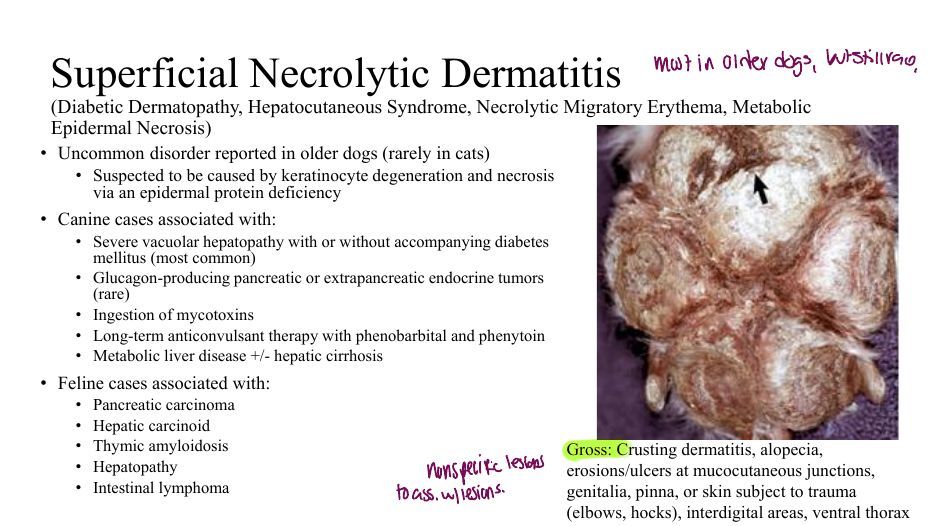 Superficial Necrolytic Dermatitis
most in older dogs, but still rare.
(Diabetic Dermatopathy, Hepatocutaneous Syndrome, Necrolytic Migratory Erythema, Metabolic
Epidermal Necrosis)
• Uncommon disorder reported in older dogs (rarely in cats)
• Suspected to be caused by keratinocyte degeneration and necrosis
via an epidermal protein deficiency
• Canine cases associated with:
• Severe vacuolar hepatopathy with or without accompanying diabetes
mellitus (most common)
• Glucagon-producing pancreatic or extrapancreatic endocrine tumors
(rare)
• Ingestion of mycotoxins
• Long-term anticonvulsant therapy with phenobarbital and phenytoin
• Metabolic liver disease +/- hepatic cirrhosis
• Feline cases associated with:
• Pancreatic carcinoma
• Hepatic carcinoid
• Thymic amyloidosis
• Hepatopathy
• Intestinal lymphoma
nonspecific lesions
to ass. w/ lesions.
Gross: Crusting dermatitis, alopecia,
erosions/ulcers at mucocutaneous junctions,
genitalia, pinna, or skin subject to trauma
(elbows, hocks), interdigital areas, ventral thorax